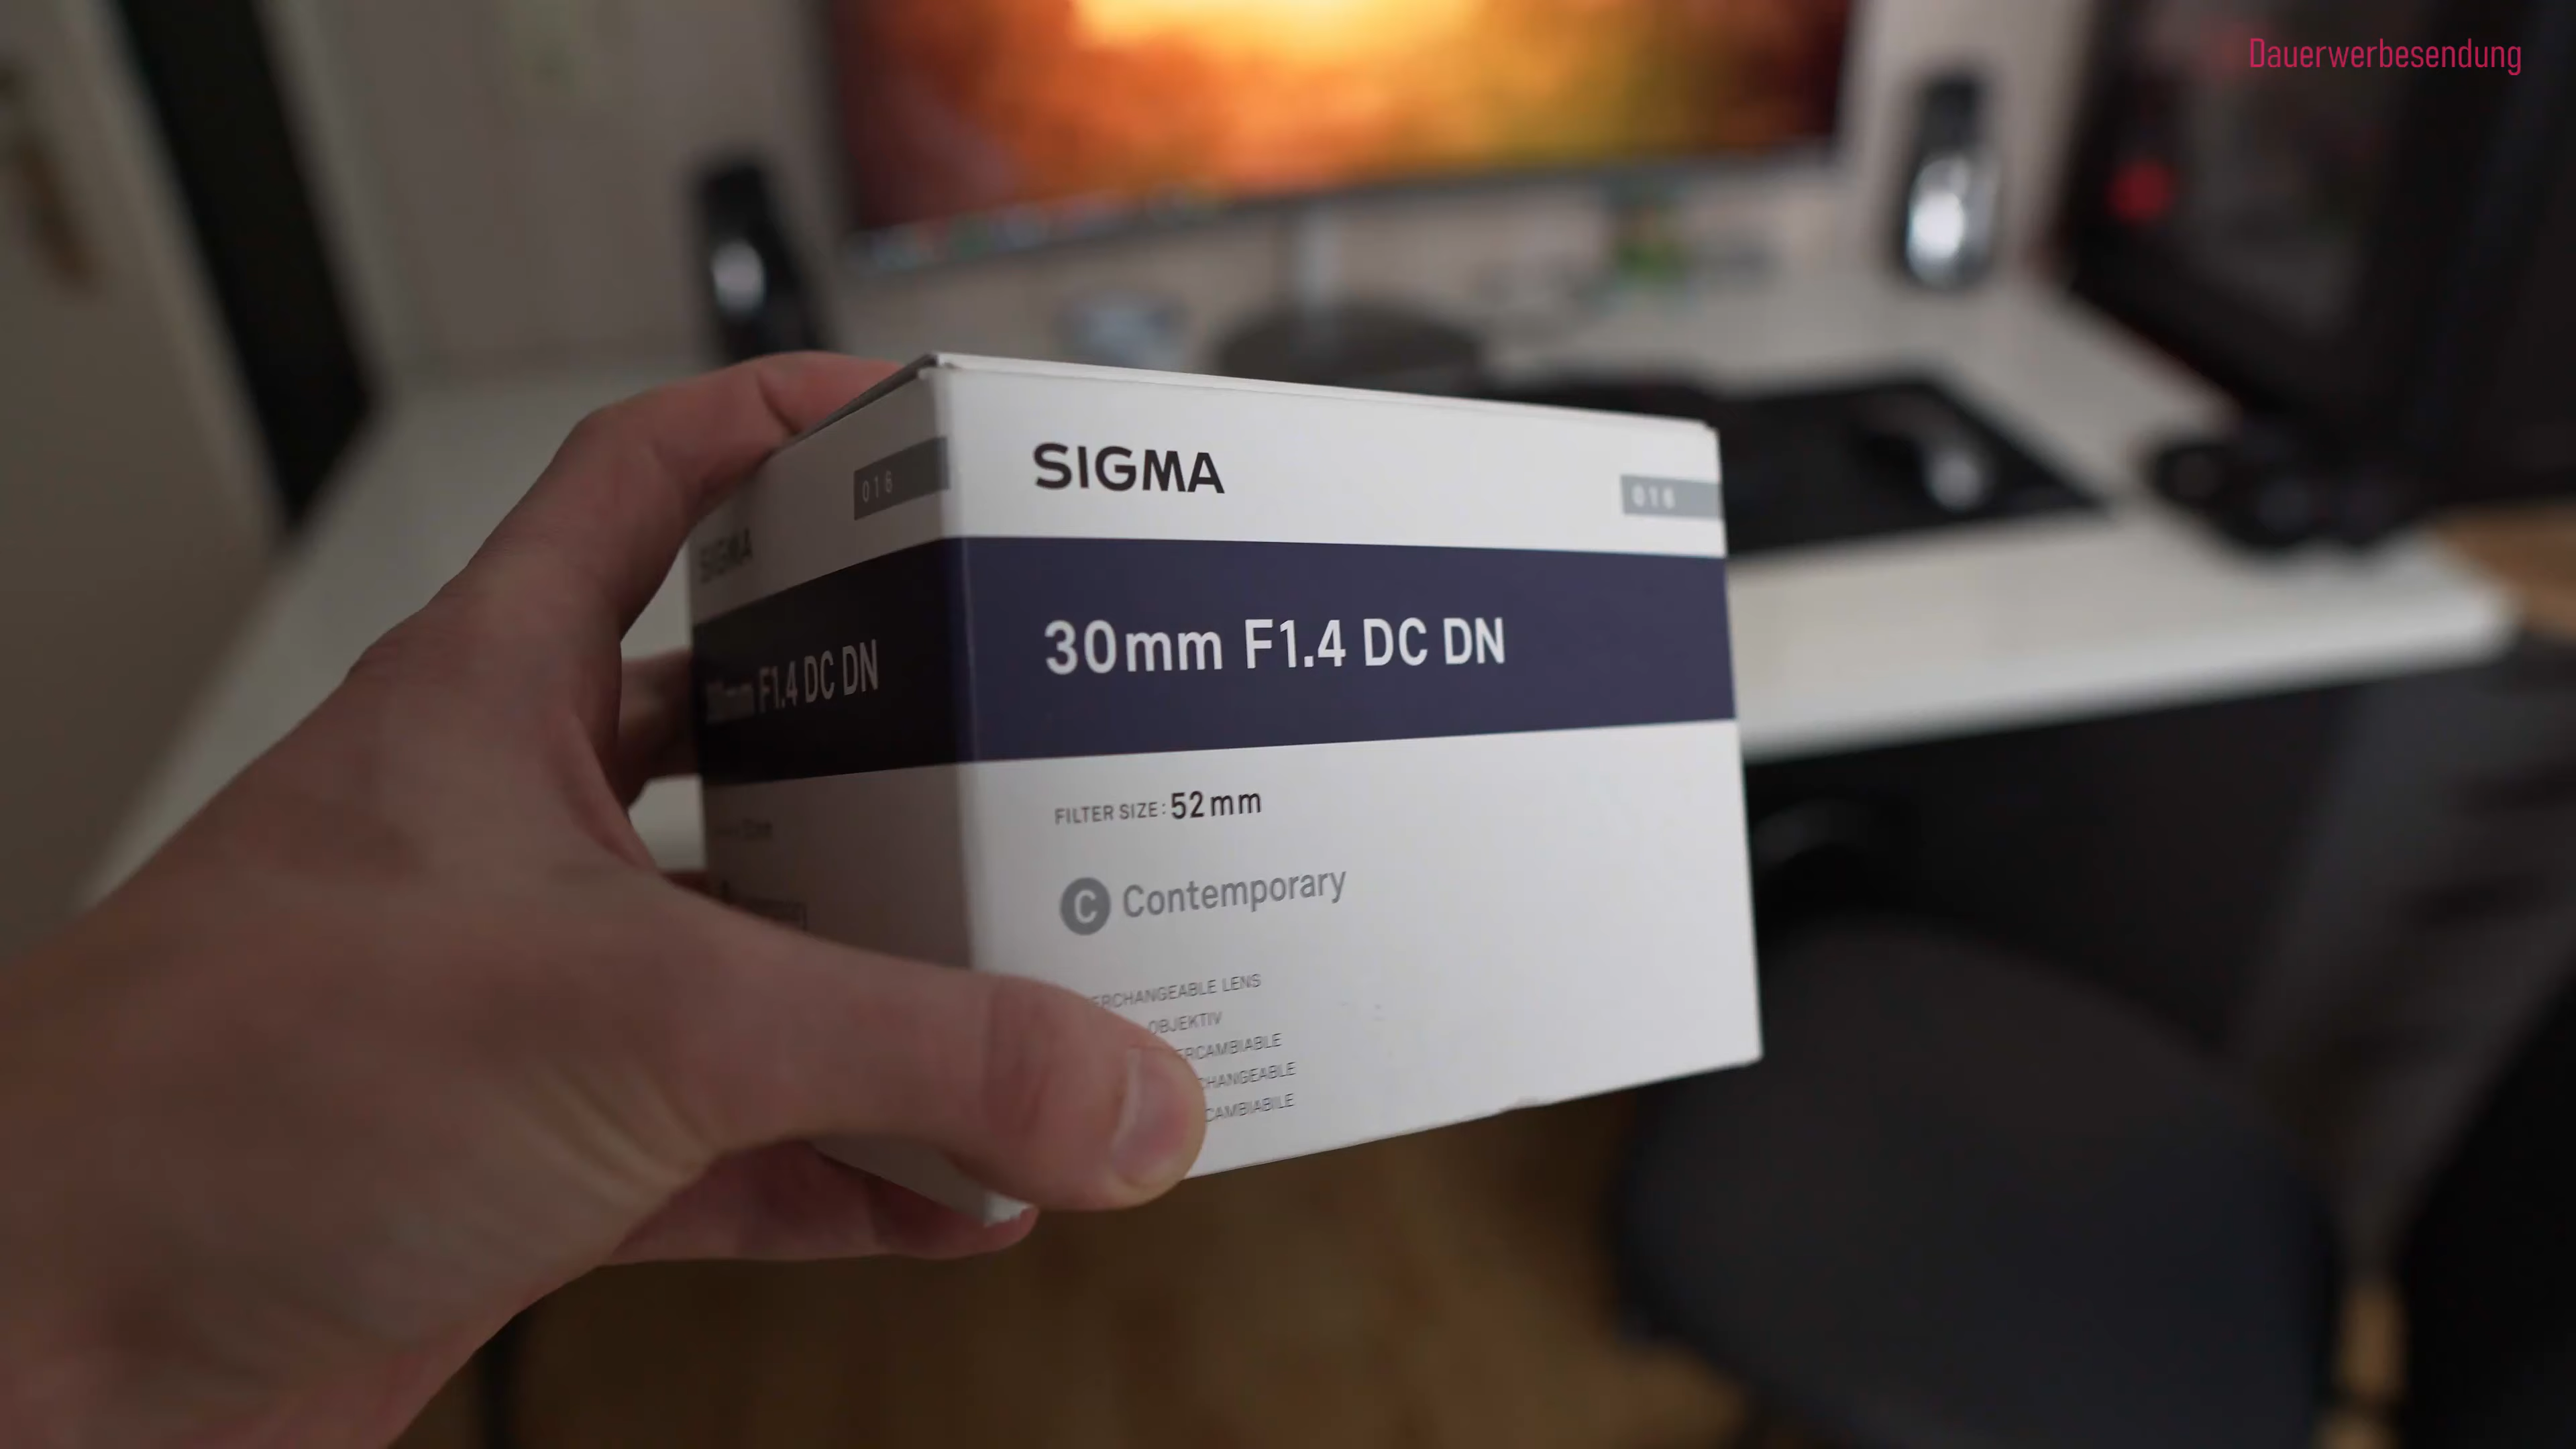 Dauerwerbesendung
SIGMA
016
30mm F1.4 DC DN
FILTER SIZE: 52mm
C Contemporary
ERCHANGEABLE LENS
OBJEKTIV
ERCAMBIABLE
CHANGEABLE
CAMBIABILE
016
SIGMA
F1.4 DC DN